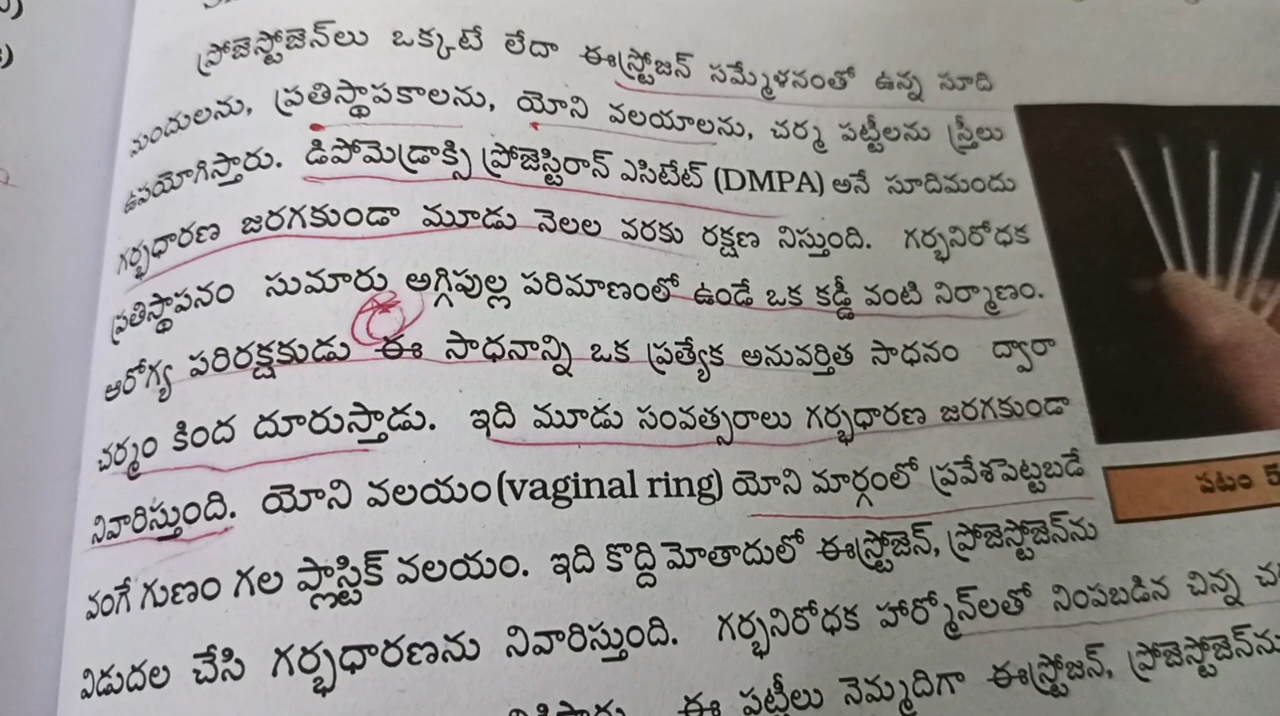 ప్రోజెస్టోజెన్‌లు ఒక్కటే లేదా ఈస్ట్రోజన్ సమ్మేళనంతో ఉన్న సూది
మందులను, ప్రతిస్థాపకాలను, యోని వలయాలను, చర్మ పట్టీలను స్త్రీలు
ఉపయోగిస్తారు. డిపోమెడ్రాక్సి ప్రోజెస్టిరాన్ ఎసిటేట్ (DMPA) అనే సూదిమందు
గర్భధారణ జరగకుండా మూడు నెలల వరకు రక్షణ నిస్తుంది. గర్భనిరోధక
ప్రతిస్థాపనం సుమారు అగ్గిపుల్ల పరిమాణంలో ఉండే ఒక కడ్డీ వంటి నిర్మాణం.
ఆరోగ్య పరిరక్షకుడు ఈ సాధనాన్ని ఒక ప్రత్యేక అనువర్తిత సాధనం ద్వారా
చర్మం కింద దూరుస్తాడు. ఇది మూడు సంవత్సరాలు గర్భధారణ జరగకుండా
నివారిస్తుంది. యోని వలయం (vaginal ring) యోని మార్గంలో ప్రవేశపెట్టబడే
వంగే గుణం గల ప్లాస్టిక్ వలయం. ఇది కొద్ది మోతాదులో ఈస్ట్రోజెన్, ప్రోజెస్టోజెన్‌ను
విడుదల చేసి గర్భధారణను నివారిస్తుంది. గర్భనిరోధక హార్మోన్‌లతో నింపబడిన చిన్న
ఈ పట్టీలు నెమ్మదిగా ఈస్ట్రోజన్, ప్రోజెస్టోజెన్‌ను
పటం